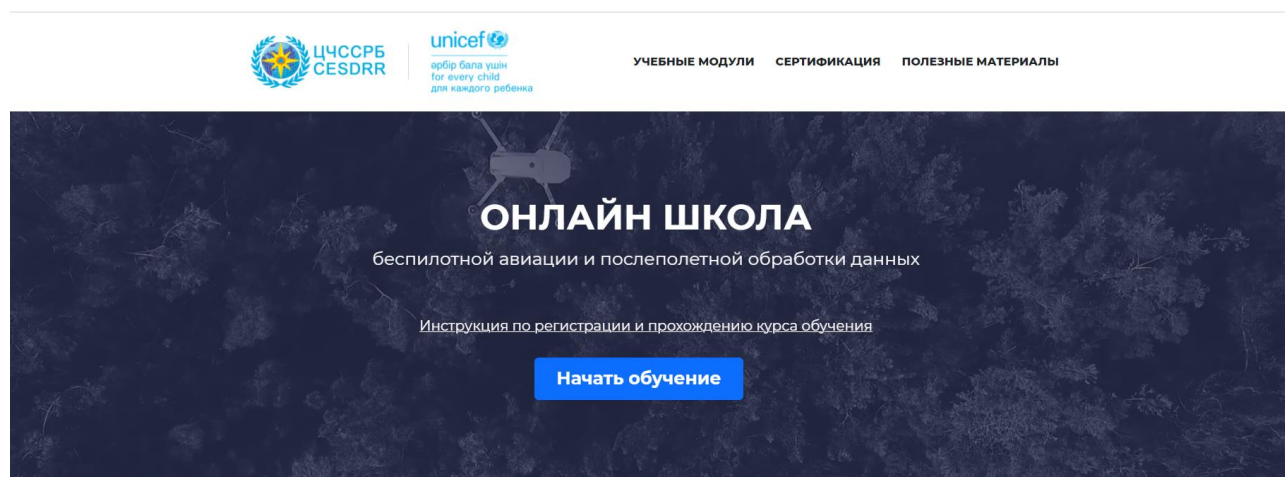 ЦЧССРБ
CESDRR
unicef
әрбір бала үшін
for every child
для каждого ребенка
УЧЕБНЫЕ МОДУЛИ СЕРТИФИКАЦИЯ ПОЛЕЗНЫЕ МАТЕРИАЛЫ
ОНЛАЙН ШКОЛА
беспилотной авиации и послеполетной обработки данных
Инструкция по регистрации и прохождению курса обучения
Начать обучение